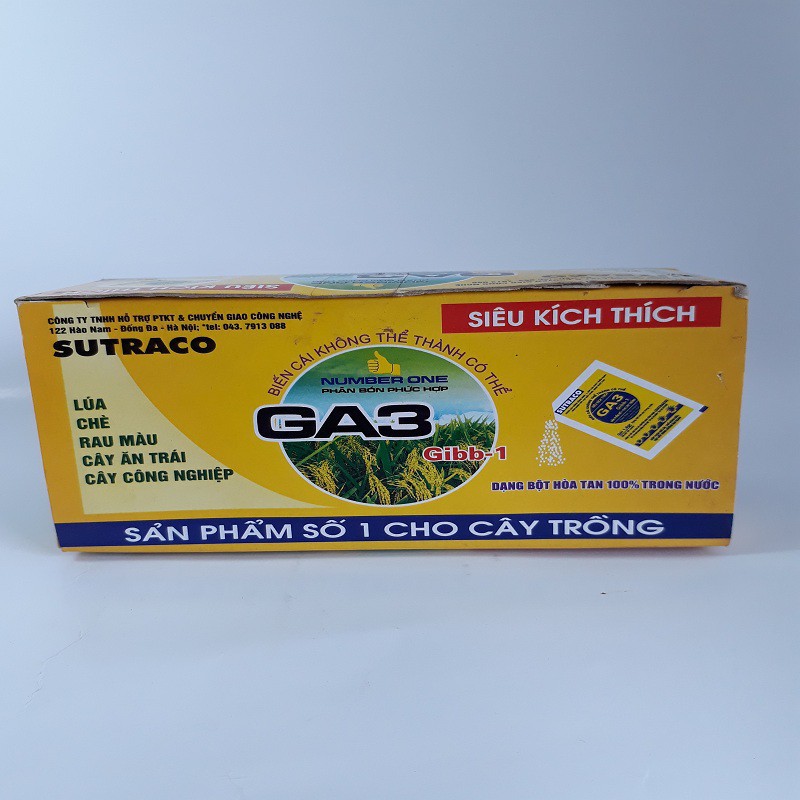 SIÊU KÍCH THÍCH
CÔNG TY TNHH HỖ TRỢ PTKT & CHUYỂN GIAO CÔNG NGHỆ
122 Hào Nam - Đống Đa - Hà Nội; *tel: 043. 7913 088
SUTRACO
LÚA
CHÈ
RAU MÀU
CÂY ĂN TRÁI
CÂY CÔNG NGHIỆP
BIẾN CÁI KHÔNG THỂ THÀNH CÓ THỂ
NUMBER ONE
PHÂN BÓN PHỨC HỢP
GA3
Gibb-1
SUTRACO
GA3
DẠNG BỘT HÒA TAN 100% TRONG NƯỚC
SẢN PHẨM SỐ 1 CHO CÂY TRỒNG